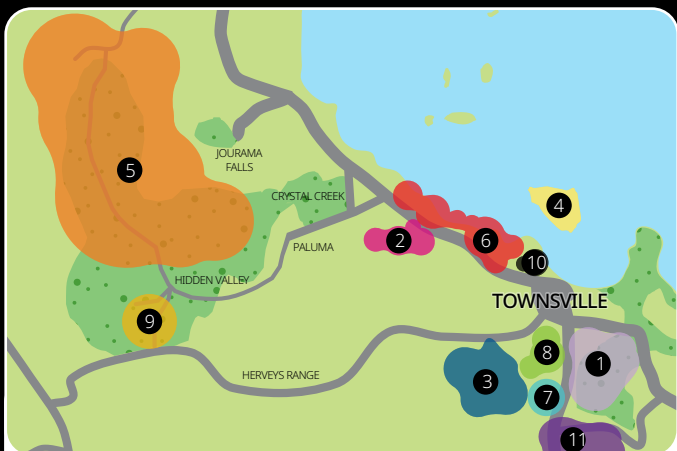 5
JOURAMA
FALLS
CRYSTAL CREEK
4
2
6
PALUMA
10
HIDDEN VALLEY
TOWNSVILLE
9
8
1
HERVEYS RANGE
3
7
11